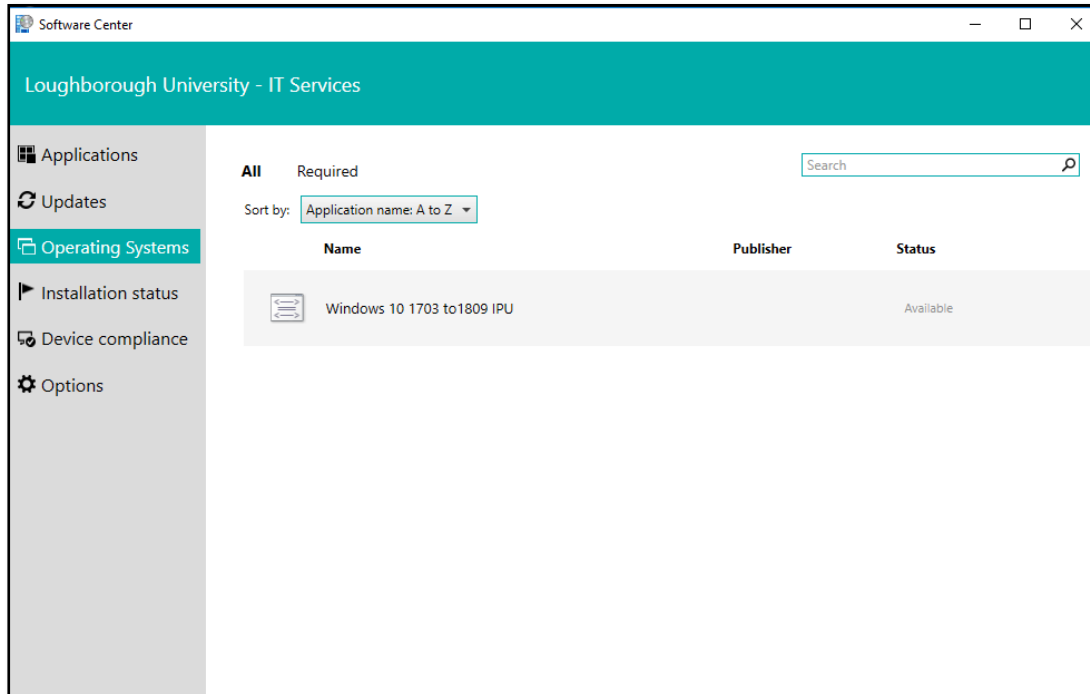 Software Center
Loughborough University - IT Services
Applications
Updates
Operating Systems
Installation status
Device compliance
Options
All Required
Search
Sort by: Application name: A to Z
Name Publisher Status
Windows 10 1703 to1809 IPU Available